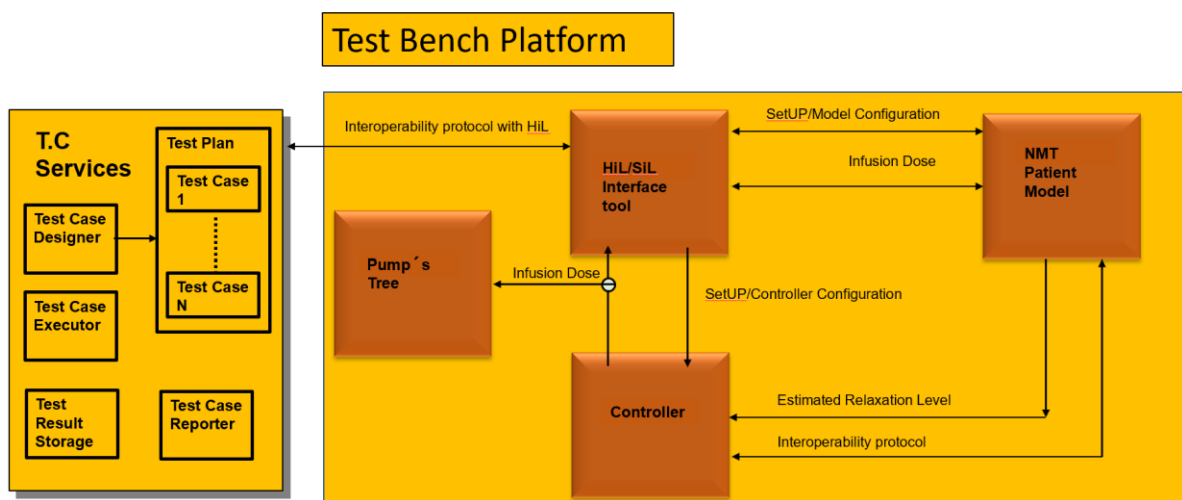 Test Bench Platform
T.C
Services
Test Plan
Test Case
1
Test Case
N
Test Case
Designer
Test Case
Executor
Test
Result
Storage
Test Case
Reporter
Interoperability protocol with HiL
HiL/SiL
Interface
tool
SetUP/Model Configuration
Infusion Dose
NMT
Patient
Model
Pump´s
Tree
Infusion Dose
SetUP/Controller Configuration
Controller
Estimated Relaxation Level
Interoperability protocol